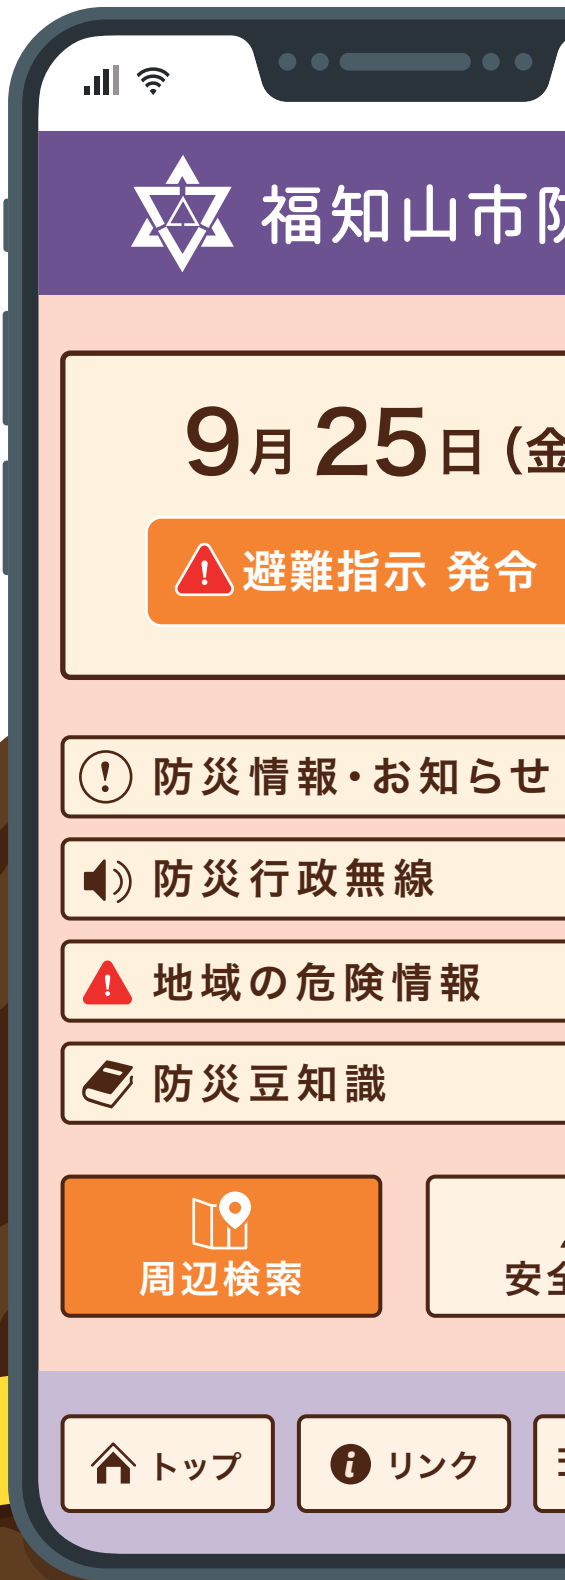 福知山市防
9月25日(金
避難指示 発令
防災情報・お知らせ
防災行政無線
地域の危険情報
防災豆知識
周辺検索
安全
トップ
リンク